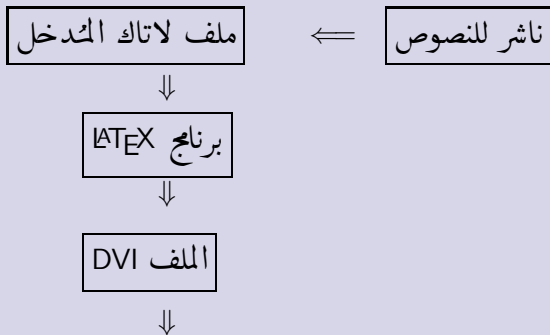 ناشر للنصوص ⟸ ملف لاتاك المُدخل
⇓
برنامج LATEX
⇓
الملف DVI
⇓